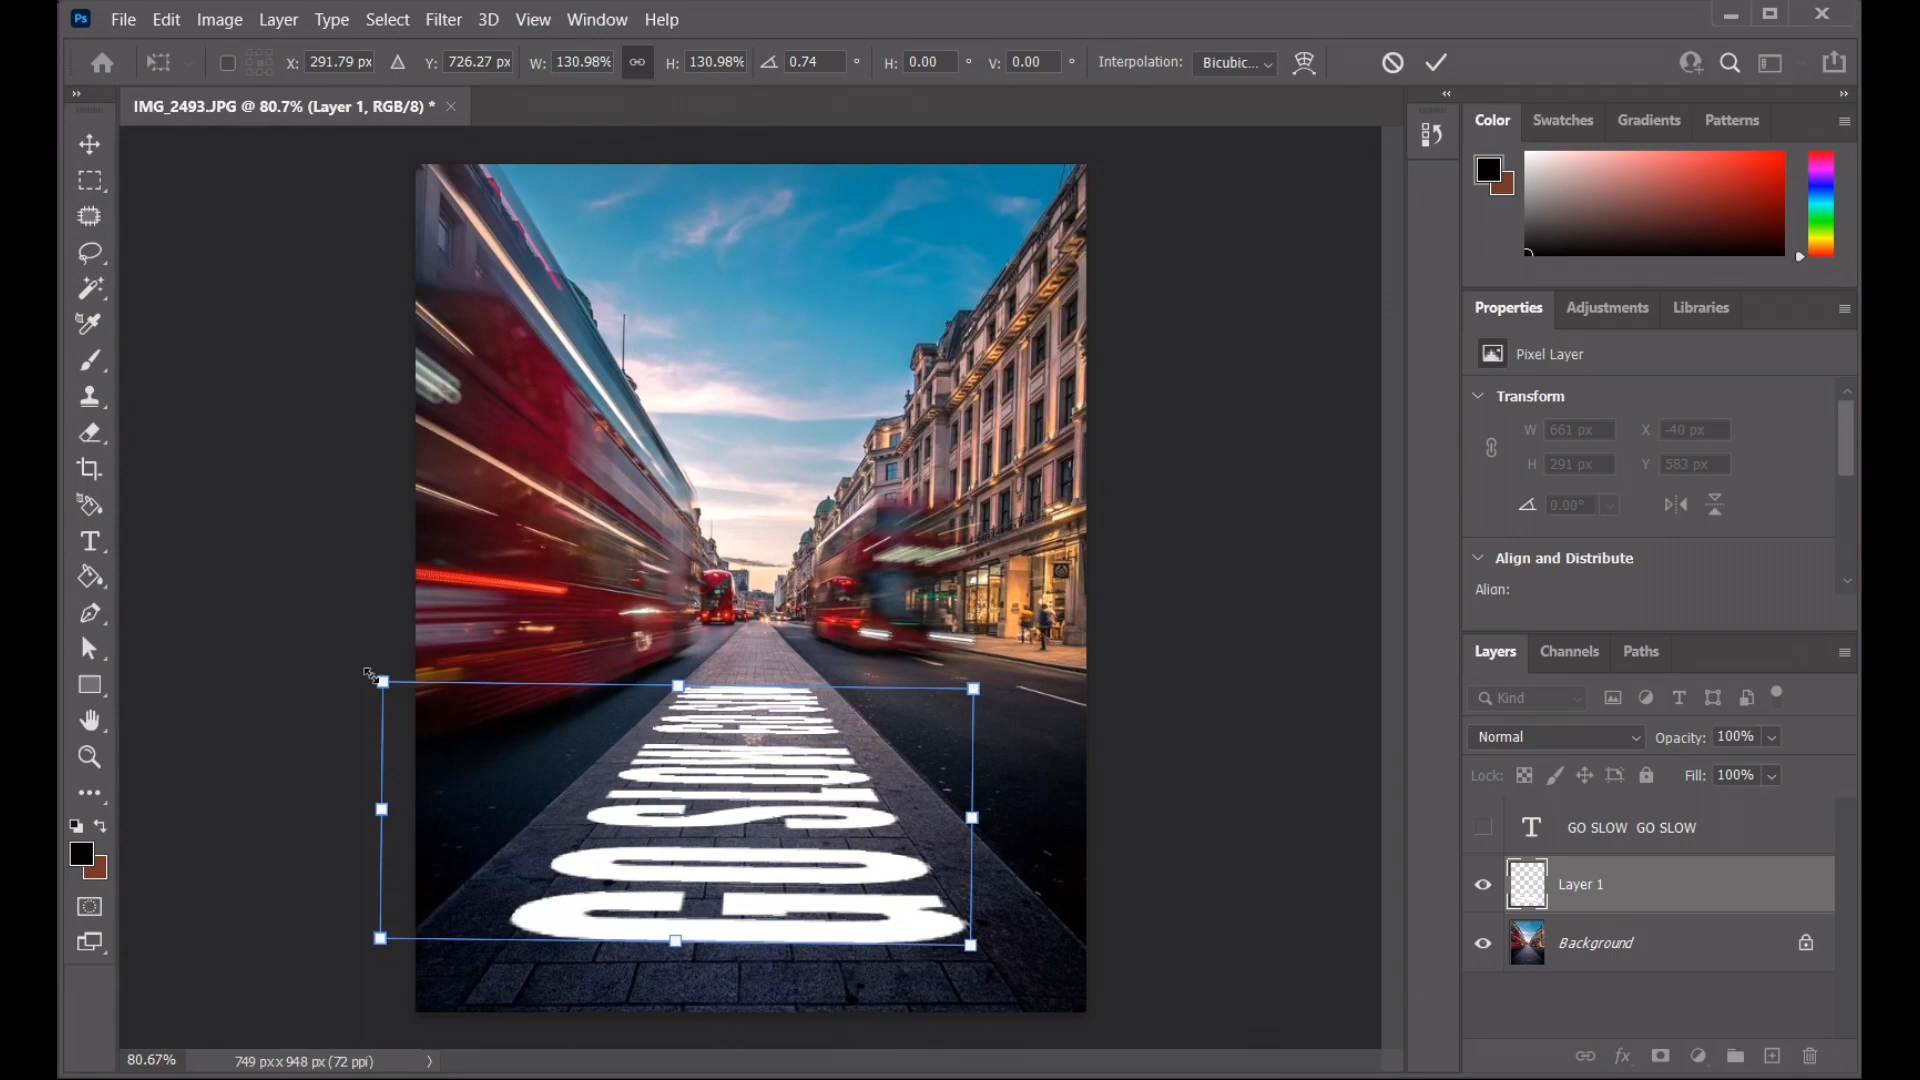 Ps File Edit Image Layer Type Select Filter 3D View Window Help
X: 291.79 px Y: 726.27 px W: 130.98% H: 130.98% 0.74 ° H: 0.00 ° V: 0.00 ° Interpolation: Bicubic...
IMG_2493.JPG @ 80.7% (Layer 1, RGB/8) *
Color Swatches Gradients Patterns
Properties Adjustments Libraries
Pixel Layer
Transform
W 661 px X -40 px
H 291 px Y 583 px
0.00°
Align and Distribute
Align:
Layers Channels Paths
Kind
Normal Opacity: 100%
Lock: Fill: 100%
GO SLOW GO SLOW
Layer 1
Background
80.67% 749 px x 948 px (72 ppi)